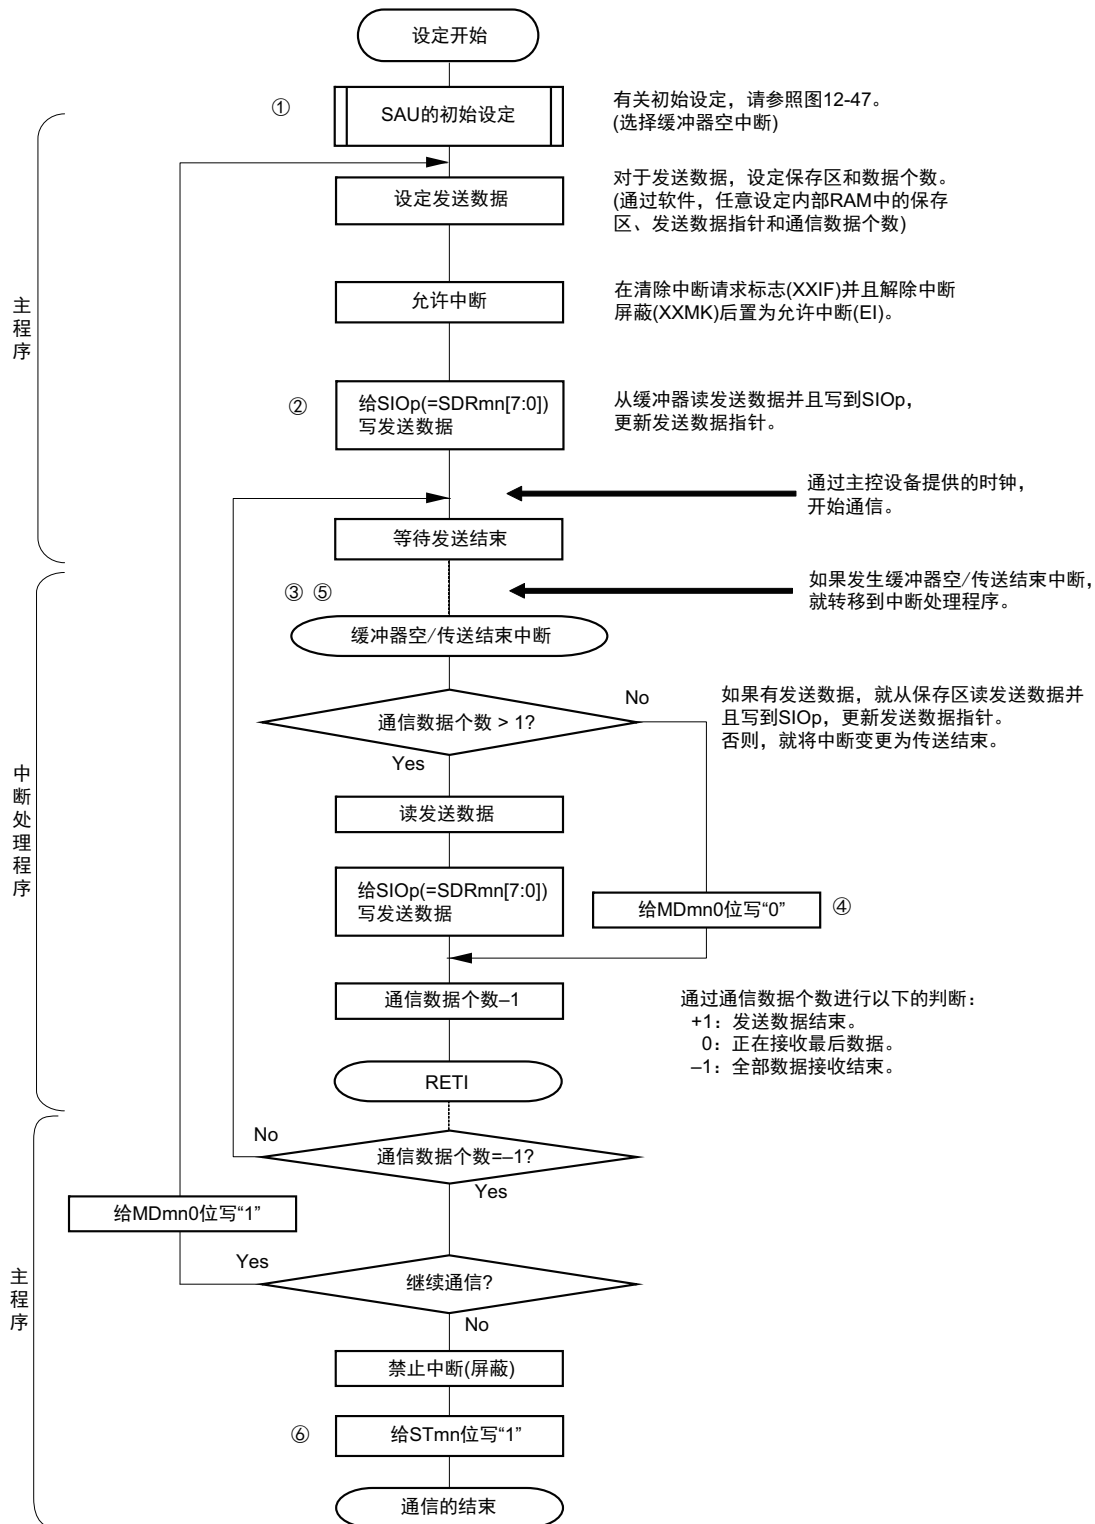 设定开始
①
SAU的初始设定
有关初始设定，请参照图12-47。
(选择缓冲器空中断)
设定发送数据
对于发送数据，设定保存区和数据个数。
(通过软件，任意设定内部RAM中的保存
区、发送数据指针和通信数据个数)
主程序
允许中断
在清除中断请求标志(XXIF)并且解除中断
屏蔽(XXMK)后置为允许中断(EI)。
②
给SIOp(=SDRmn[7:0])
写发送数据
从缓冲器读发送数据并且写到SIOp，
更新发送数据指针。
通过主控设备提供的时钟，
开始通信。
等待发送结束
③ ⑤
如果发生缓冲器空/传送结束中断，
就转移到中断处理程序。
缓冲器空/传送结束中断
通信数据个数 > 1?
No
Yes
如果有发送数据，就从保存区读发送数据并
且写到SIOp，更新发送数据指针。
否则，就将中断变更为传送结束。
中断处理程序
读发送数据
给SIOp(=SDRmn[7:0])
写发送数据
给MDmn0位写“0”
④
通信数据个数–1
通过通信数据个数进行以下的判断：
+1：发送数据结束。
0：正在接收最后数据。
–1：全部数据接收结束。
RETI
No
通信数据个数=–1?
Yes
给MDmn0位写“1”
Yes
继续通信?
No
主程序
禁止中断(屏蔽)
⑥
给STmn位写“1”
通信的结束